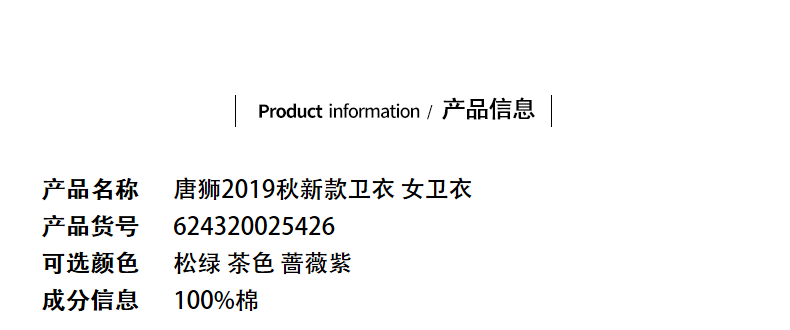 Product information / 产品信息
产品名称 唐狮2019秋新款卫衣 女卫衣
产品货号 624320025426
可选颜色 松绿 茶色 蔷薇紫
成分信息 100%棉